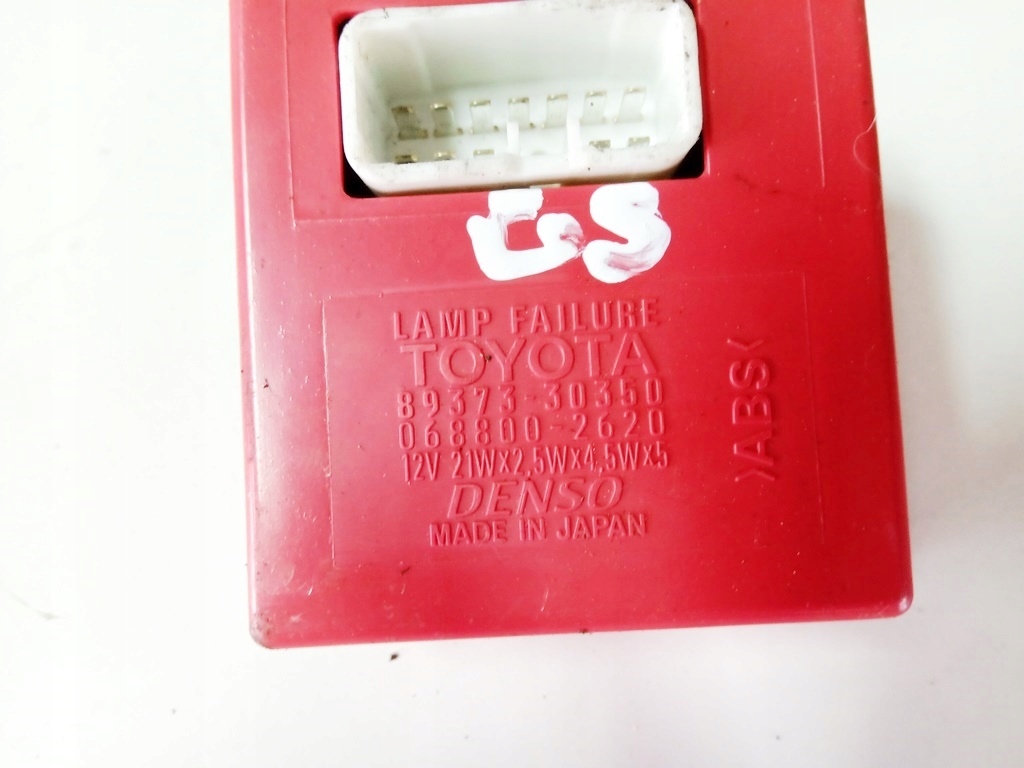 GS
LAMP FAILURE
TOYOTA
89373-30350
068800-2620
12V 21WX2,5WX4,5WX5
DENSO
MADE IN JAPAN
>ABS<